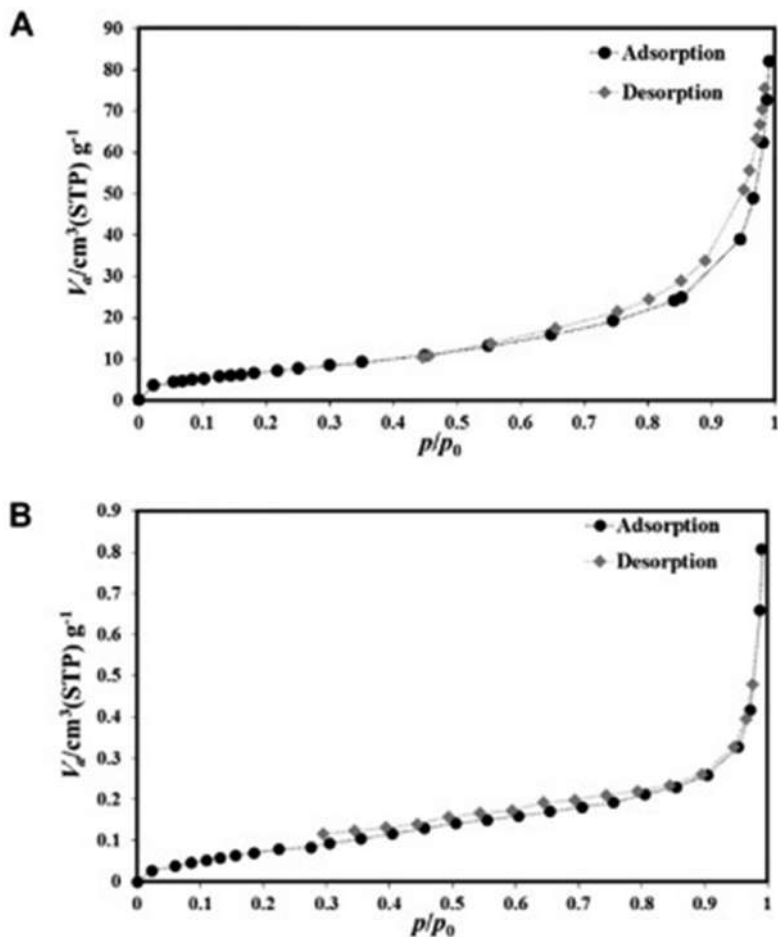 A
90
80
70
60
50
40
30
20
10
0
Vₐ/cm³(STP) g⁻¹
Adsorption
Desorption
0 0.1 0.2 0.3 0.4 0.5 0.6 0.7 0.8 0.9 1
p/p₀
B
0.9
0.8
0.7
0.6
0.5
0.4
0.3
0.2
0.1
0
Vₐ/cm³(STP) g⁻¹
Adsorption
Desorption
0 0.1 0.2 0.3 0.4 0.5 0.6 0.7 0.8 0.9 1
p/p₀